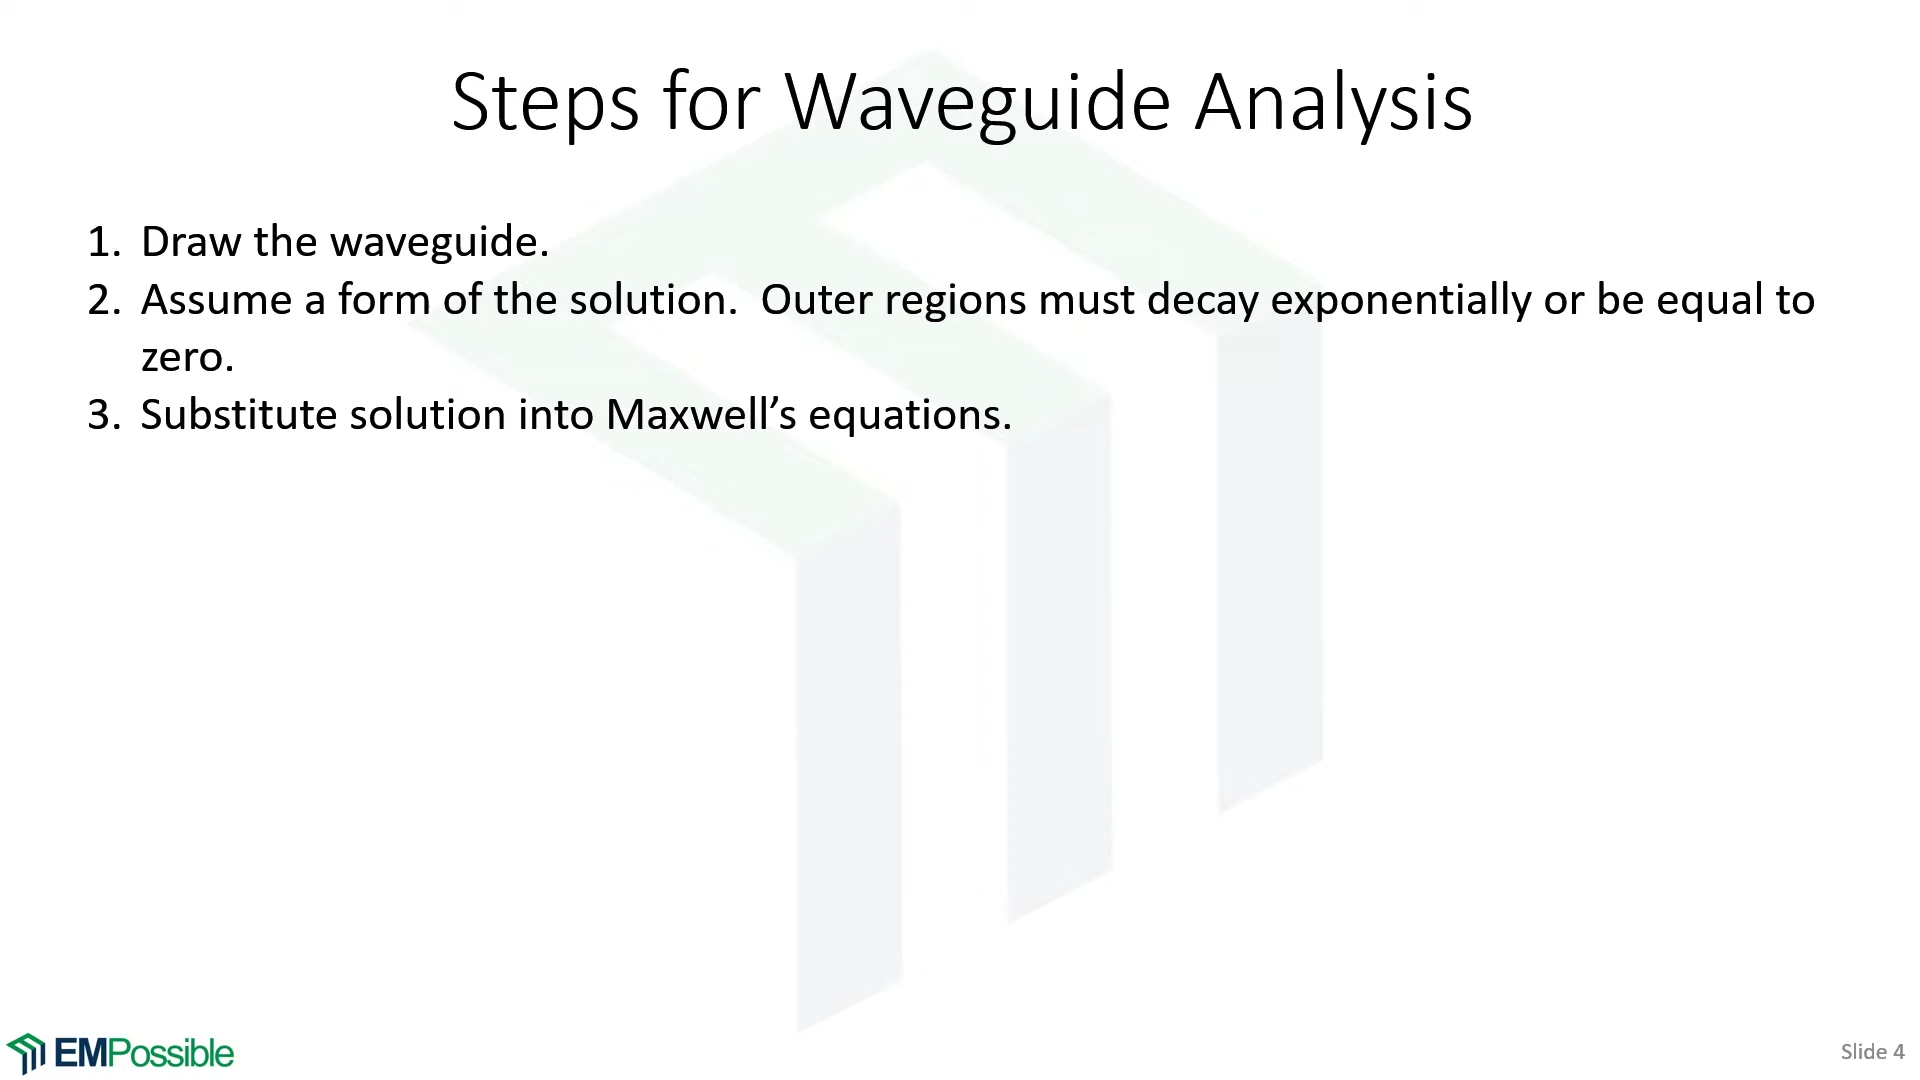 Steps for Waveguide Analysis
1. Draw the waveguide.
2. Assume a form of the solution.  Outer regions must decay exponentially or be equal to
zero.
3. Substitute solution into Maxwell’s equations.
EMPossible
Slide 4